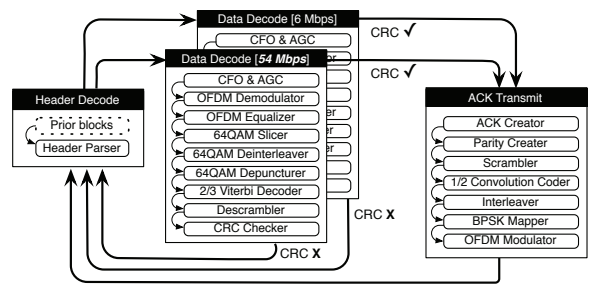 Data Decode [6 Mbps]
CFO & AGC
CRC ✓
Data Decode [54 Mbps]
CFO & AGC
OFDM Demodulator
OFDM Equalizer
64QAM Slicer
64QAM Deinterleaver
64QAM Depuncturer
2/3 Viterbi Decoder
Descrambler
CRC Checker
CRC ✓
Header Decode
Prior blocks
Header Parser
ACK Transmit
ACK Creator
Parity Creater
Scrambler
1/2 Convolution Coder
Interleaver
BPSK Mapper
OFDM Modulator
CRC X
CRC X